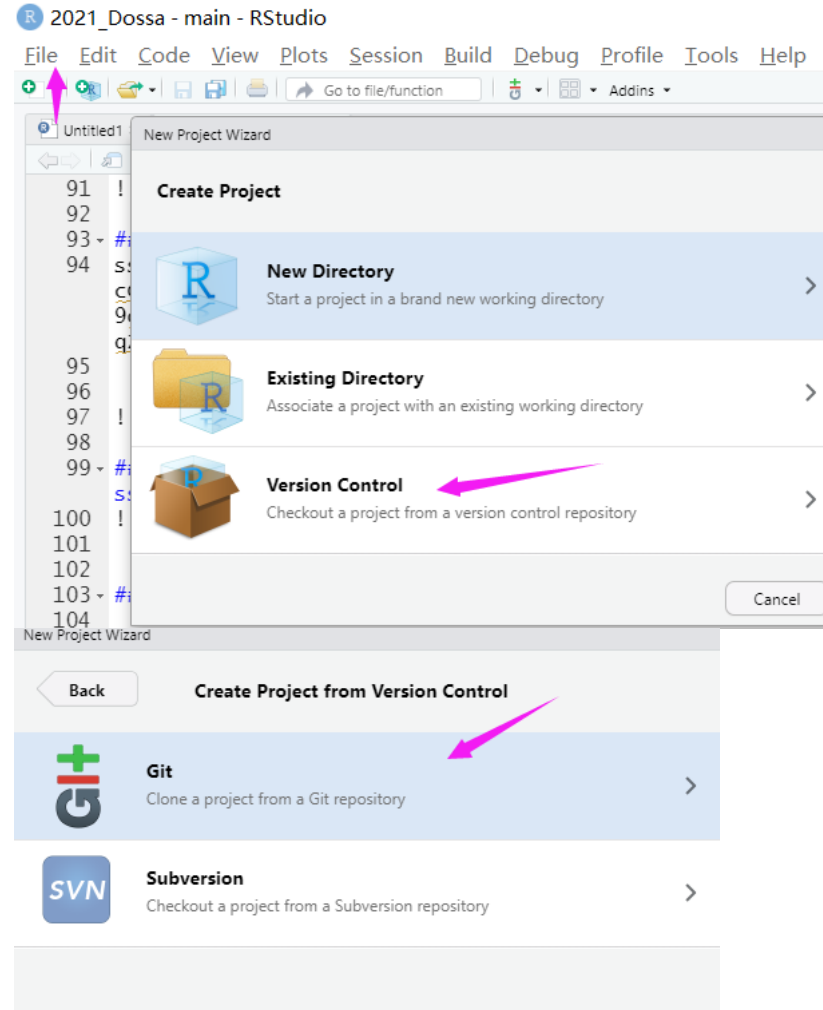 2021_Dossa - main - RStudio
File Edit Code View Plots Session Build Debug Profile Tools Help
Go to file/function Addins
Untitled1
New Project Wizard
91 !
Create Project
92
93 ##
94
New Directory
Start a project in a brand new working directory
95
Existing Directory
96
Associate a project with an existing working directory
97 !
98
99 ##
Version Control
Checkout a project from a version control repository
100 !
101
102
103 ##
Cancel
104
New Project Wizard
Back Create Project from Version Control
Git
Clone a project from a Git repository
SVN
Subversion
Checkout a project from a Subversion repository